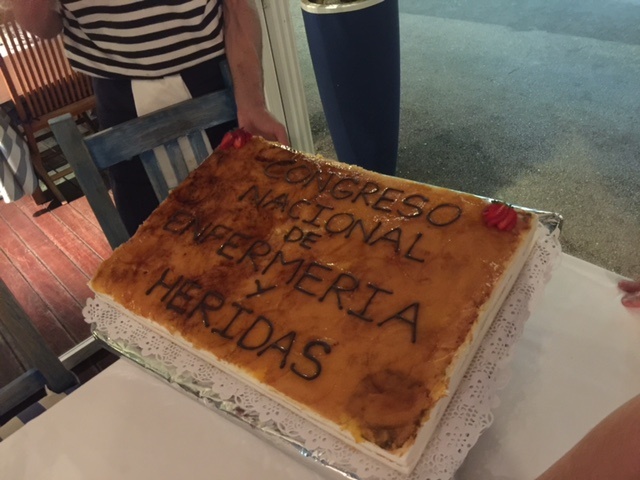 CONGRESO
NACIONAL
DE
ENFERMERIA
Y
HERIDAS